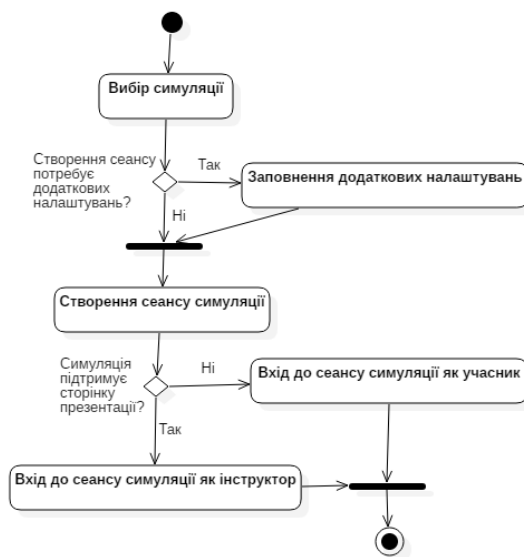 Вибір симуляції
Створення сеансу
потребує
додаткових
налаштувань?
Так
Заповнення додаткових налаштувань
Ні
Створення сеансу симуляції
Симуляція
підтримує
сторінку
презентації?
Ні
Вхід до сеансу симуляції як учасник
Так
Вхід до сеансу симуляції як інструктор